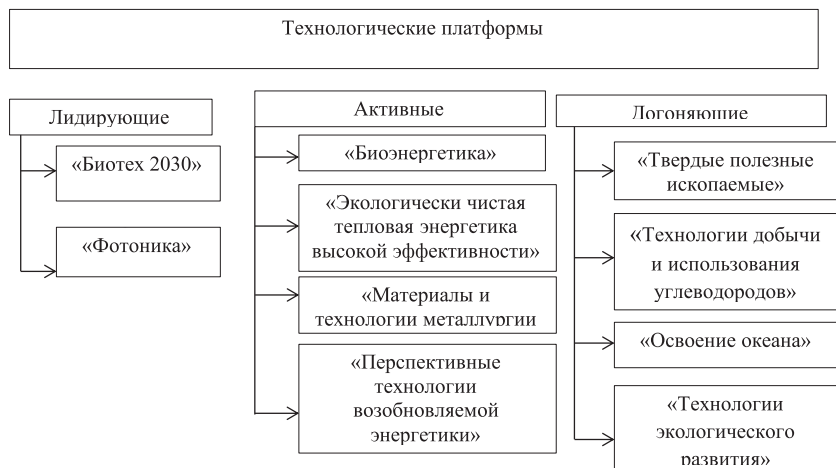 Технологические платформы
Лидирующие
«Биотех 2030»
«Фотоника»
Активные
«Биоэнергетика»
«Экологически чистая
тепловая энергетика
высокой эффективности»
«Материалы и
технологии металлургии
«Перспективные
технологии
возобновляемой
энергетики»
Догоняющие
«Твердые полезные
ископаемые»
«Технологии добычи
и использования
углеводородов»
«Освоение океана»
«Технологии
экологического
развития»